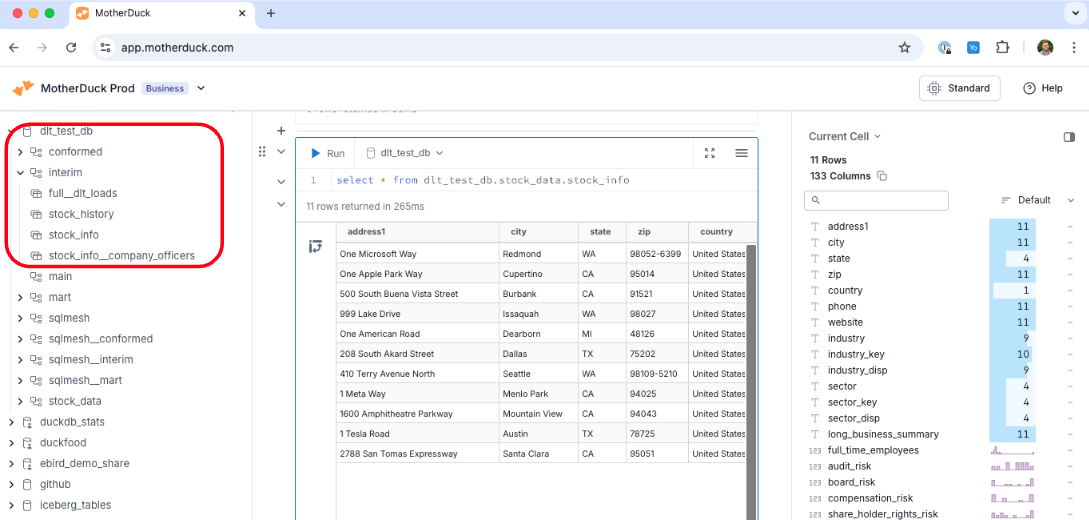 MotherDuck
app.motherduck.com
Yo
MotherDuck Prod Business
Standard
Help
dlt_test_db
conformed
interim
full__dlt_loads
stock_history
stock_info
stock_info__company_officers
main
mart
sqlmesh
sqlmesh__conformed
sqlmesh__interim
sqlmesh__mart
stock_data
duckdb_stats
duckfood
ebird_demo_share
github
iceberg_tables
Run dlt_test_db
1 select * from dlt_test_db.stock_data.stock_info
11 rows returned in 265ms
address1 city state zip country
One Microsoft Way Redmond WA 98052-6399 United States
One Apple Park Way Cupertino CA 95014 United States
500 South Buena Vista Street Burbank CA 91521 United States
999 Lake Drive Issaquah WA 98027 United States
One American Road Dearborn MI 48126 United States
208 South Akard Street Dallas TX 75202 United States
410 Terry Avenue North Seattle WA 98109-5210 United States
1 Meta Way Menlo Park CA 94025 United States
1600 Amphitheatre Parkway Mountain View CA 94043 United States
1 Tesla Road Austin TX 78725 United States
2788 San Tomas Expressway Santa Clara CA 95051 United States
Current Cell
11 Rows
133 Columns
Default
T address1 11 –
T city 11 –
T state 4 –
T zip 11 –
T country 1 –
T phone 11 –
T website 11 –
T industry 9 –
T industry_key 10 –
T industry_disp 9 –
T sector 4 –
T sector_key 4 –
T sector_disp 4 –
T long_business_summary 11 –
123 full_time_employees –
123 audit_risk –
123 board_risk –
123 compensation_risk –
123 share_holder_rights_risk –